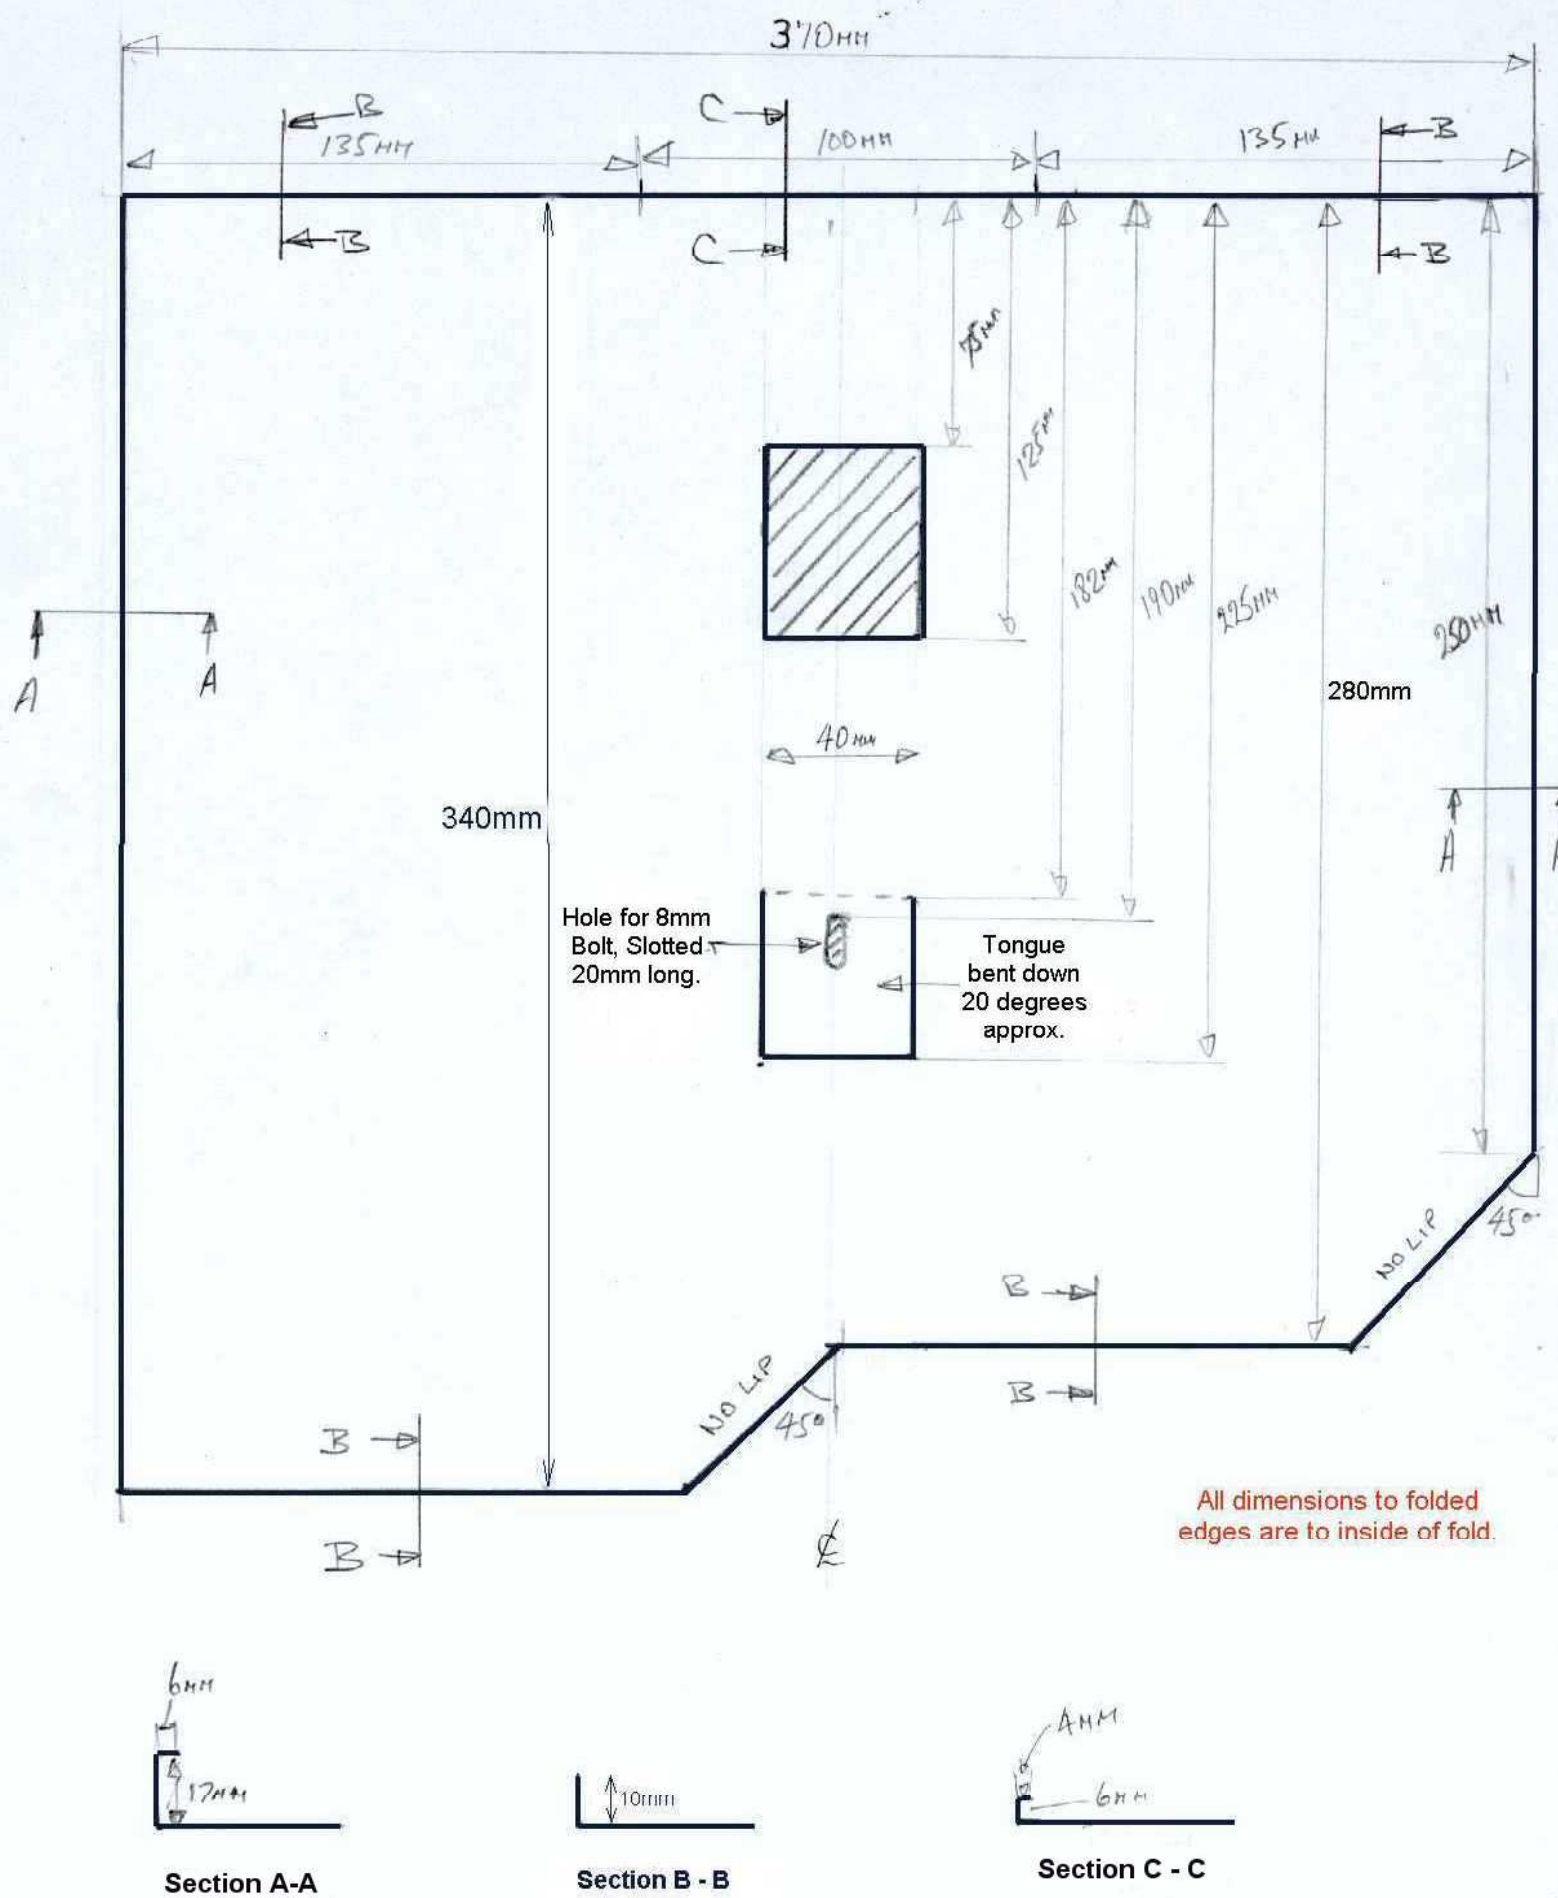 370MM
B
C
135MM
100MM
135MM
B
B
C
B
75MM
125MM
182MM
190MM
225MM
250MM
280mm
A
A
40MM
340mm
A
Hole for 8mm
Bolt, Slotted
20mm long.
Tongue
bent down
20 degrees
approx.
NO LIP
45°
B
B
NO LIP
45°
B
B
℄
All dimensions to folded
edges are to inside of fold.
6MM
17MM
10mm
4MM
6MM
Section A-A
Section B - B
Section C - C